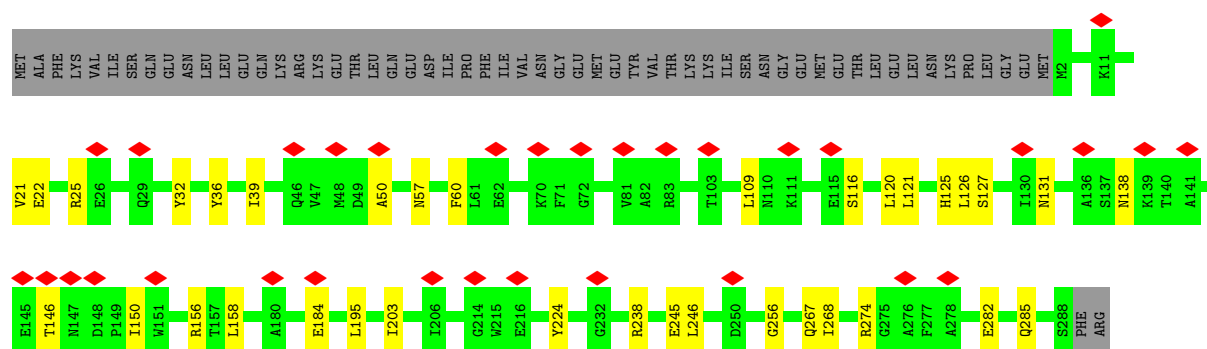 MET ALA PHE LYS VAL ILE SER GLN GLU ASN LEU LEU GLU GLN LYS ARG LYS GLU THR LEU GLN GLU ASP ILE PRO PHE ILE VAL ASN GLY GLU MET GLU TYR VAL THR LYS LYS ILE SER ASN GLY GLU MET GLU THR LEU GLU LEU ASN LYS PRO LEU GLY GLU MET M2 K11
V21 E22 R25 E26 Q29 Y32 Y36 I39 Q46 V47 M48 D49 A50 N57 F60 L61 E62 K70 F71 G72 V81 A82 R83 T103 L109 N110 K111 E115 S116 L120 L121 H125 L126 S127 I130 N131 A136 S137 N138 K139 T140 A141
E145 T146 N147 D148 P149 I150 W151 R156 T157 L158 A180 E184 L195 I203 I206 G214 W215 E216 Y224 G232 R238 E245 L246 D250 G256 Q267 I268 R274 G275 A276 F277 A278 E282 Q285 S288 PHE ARG